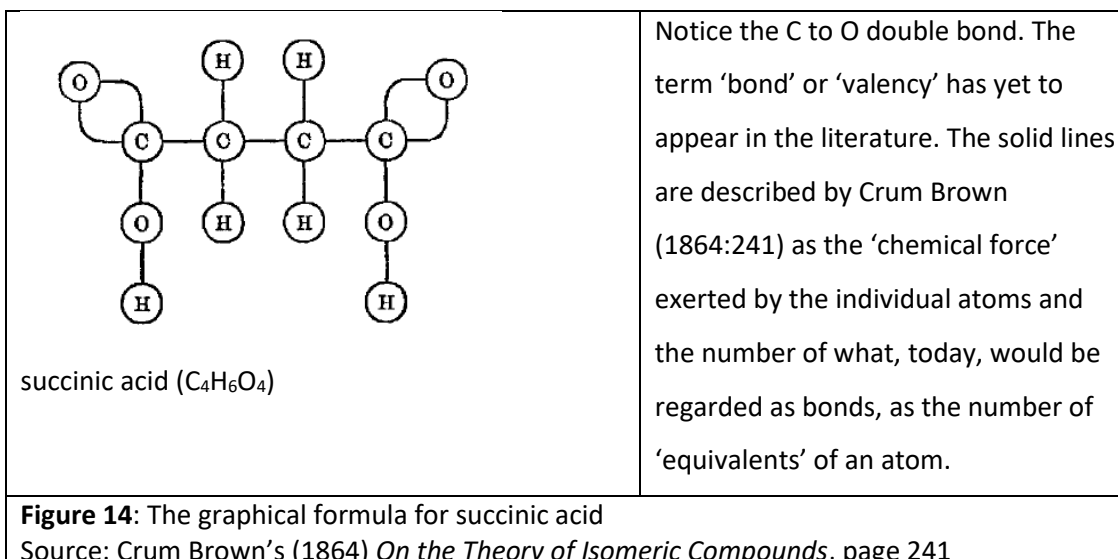 O H H O
C C C C
O H H O
H H
succinic acid (C₄H₆O₄)
Notice the C to O double bond. The
term ‘bond’ or ‘valency’ has yet to
appear in the literature. The solid lines
are described by Crum Brown
(1864:241) as the ‘chemical force’
exerted by the individual atoms and
the number of what, today, would be
regarded as bonds, as the number of
‘equivalents’ of an atom.
Figure 14: The graphical formula for succinic acid
Source: Crum Brown’s (1864) On the Theory of Isomeric Compounds, page 241